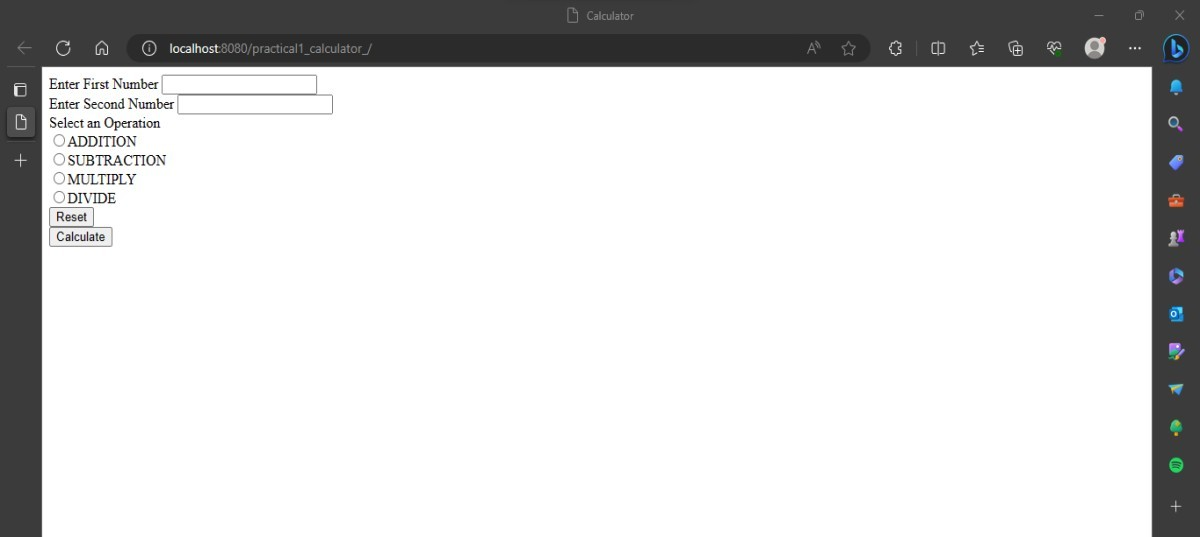 Calculator
localhost:8080/practical1_calculator_/
Enter First Number
Enter Second Number
Select an Operation
ADDITION
SUBTRACTION
MULTIPLY
DIVIDE
Reset
Calculate